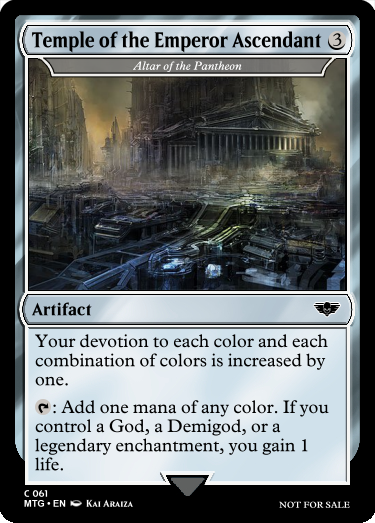 Temple of the Emperor Ascendant 3
Altar of the Pantheon
Artifact
Your devotion to each color and each
combination of colors is increased by
one.
: Add one mana of any color. If you
control a God, a Demigod, or a
legendary enchantment, you gain 1
life.
C 061
MTG • EN Kai Araiza
NOT FOR SALE